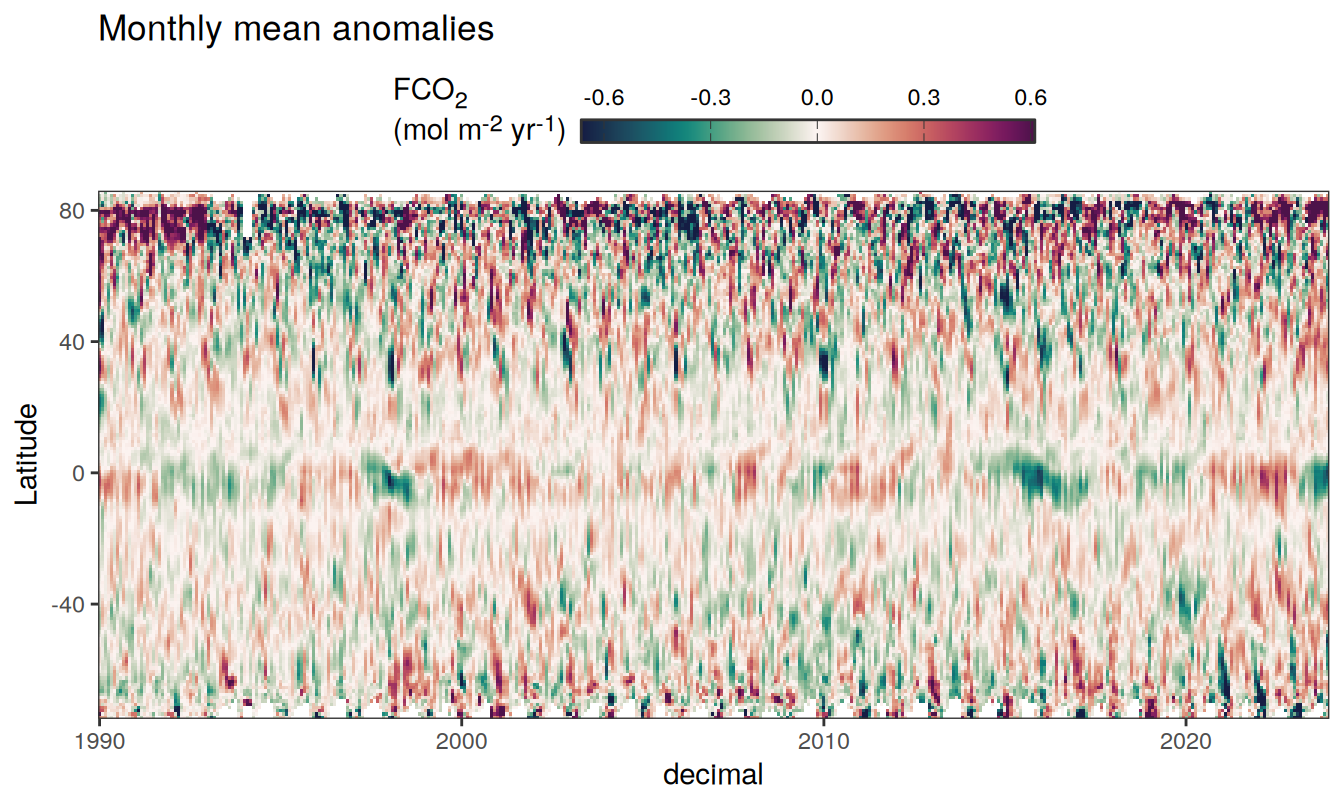 Monthly mean anomalies
FCO₂
(mol m⁻² yr⁻¹)
-0.6 -0.3 0.0 0.3 0.6
80
40
0
-40
Latitude
1990 2000 2010 2020
decimal